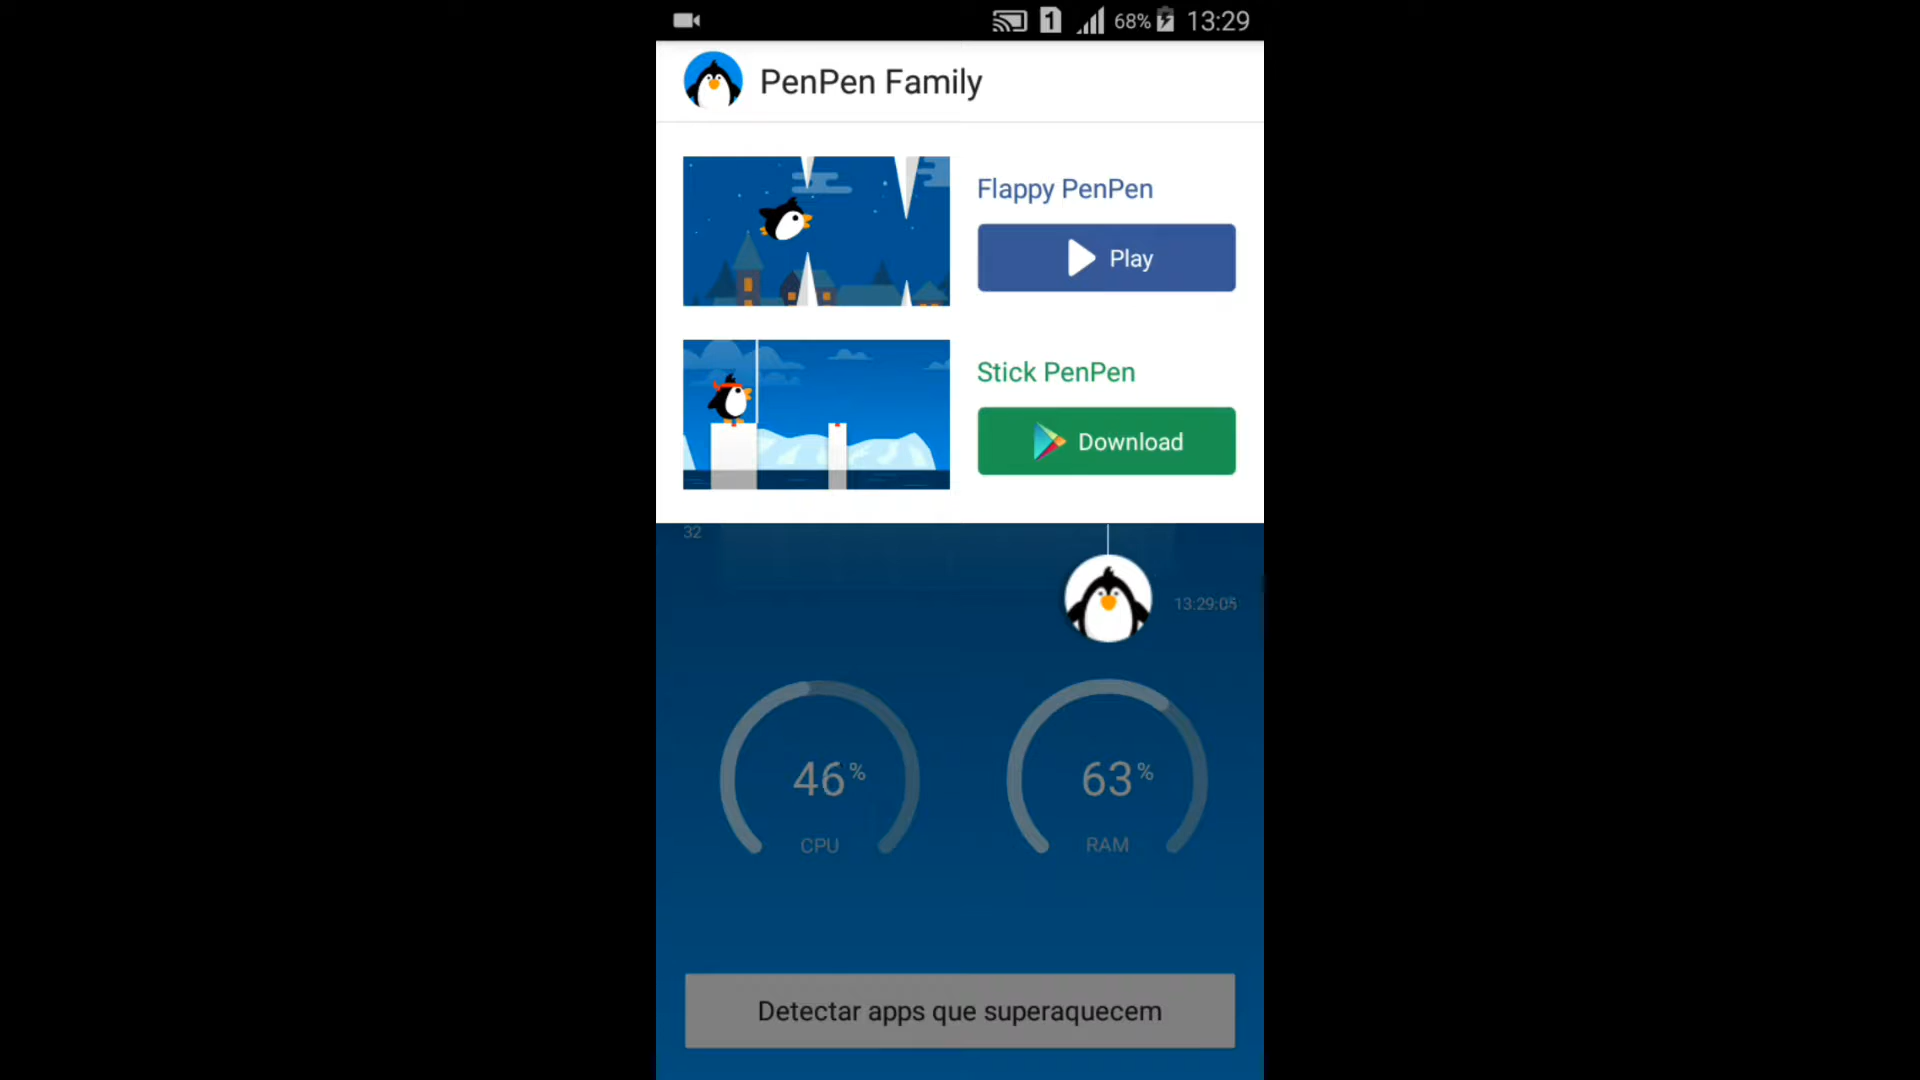 1 68% 13:29
PenPen Family
Flappy PenPen
Play
Stick PenPen
Download
32
13:29:05
46% 63%
CPU RAM
Detectar apps que superaquecem